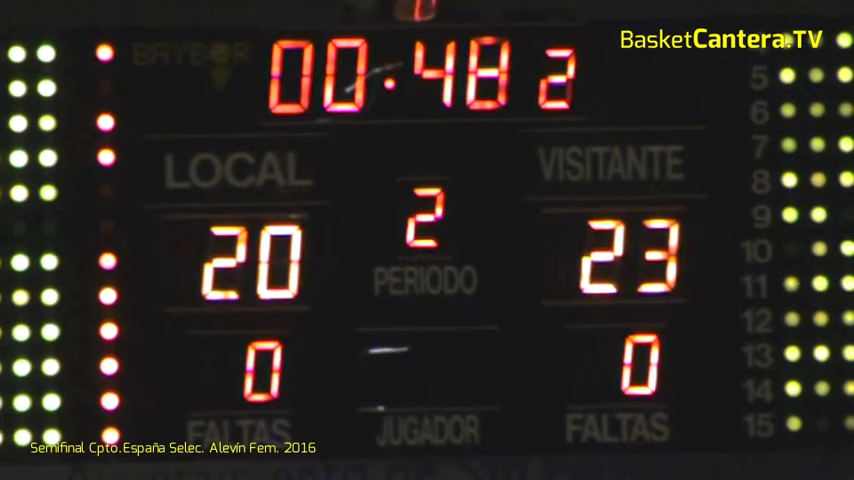 BasketCantera.TV
00.48 2
LOCAL
VISITANTE
2
20
23
PERIODO
0
0
FALTAS
JUGADOR
FALTAS
5
6
7
8
9
10
11
12
13
14
15
Semifinal Cpto.España Selec. Alevín Fem. 2016